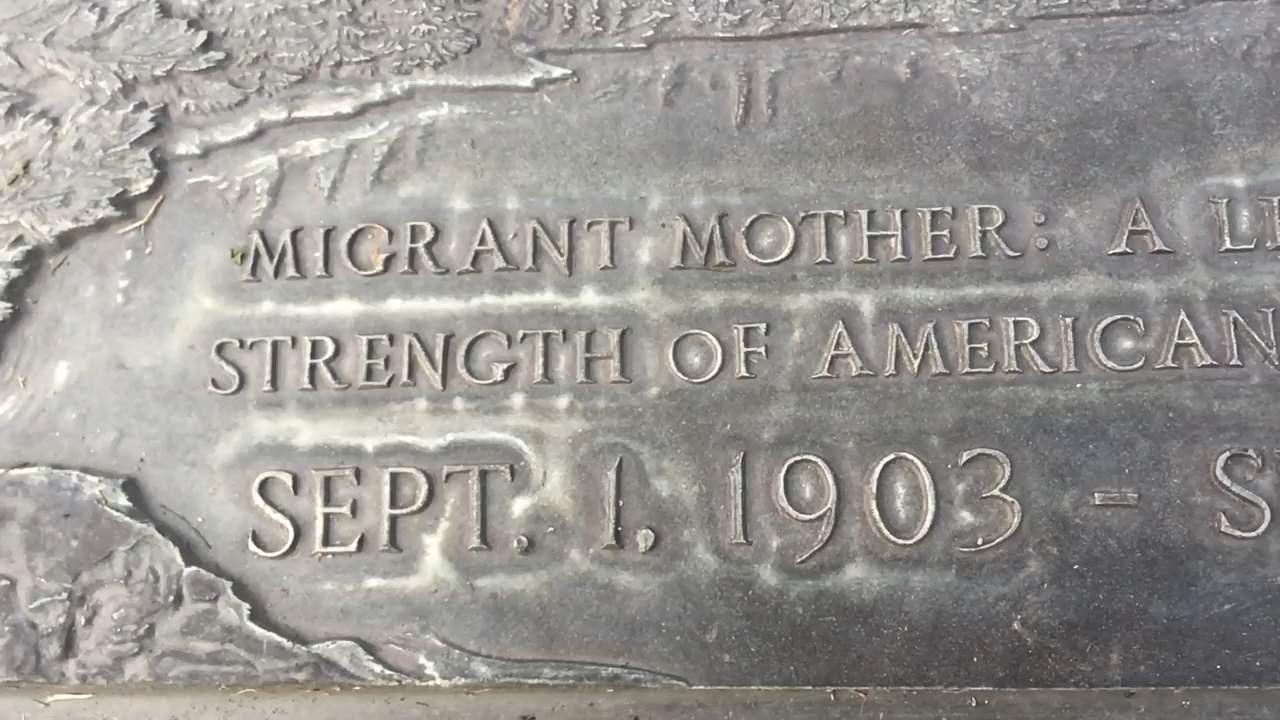 MIGRANT MOTHER: A
STRENGTH OF AMERICAN
SEPT. 1, 1903 -